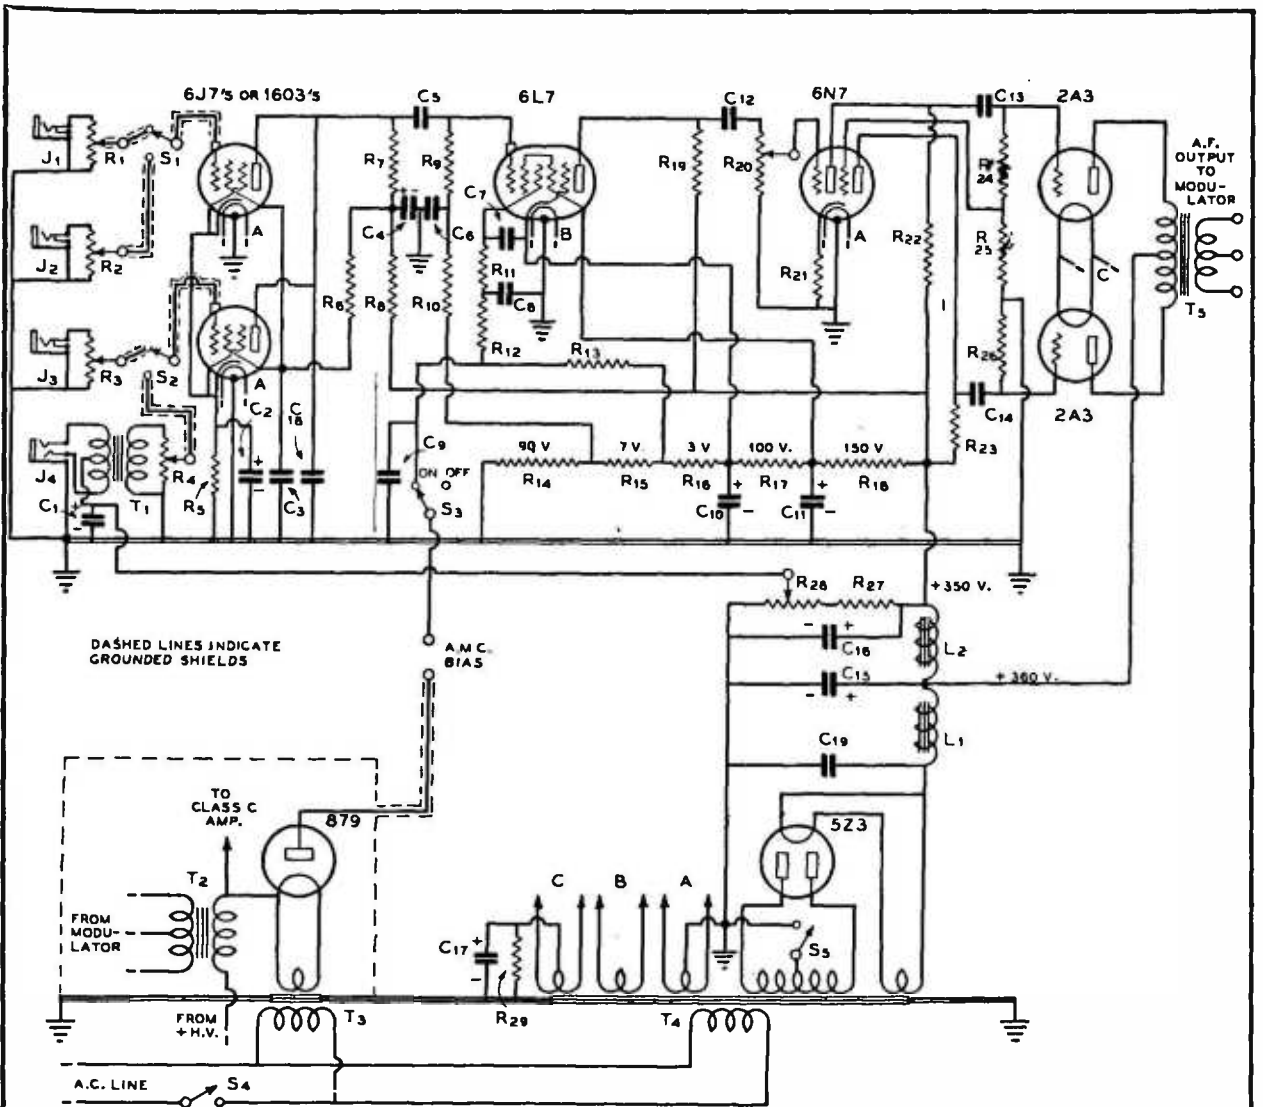 6J7's OR 1603's
C5
6L7
C12
6N7
C13
2A3
J1
R1
S1
R7
R9
R19
R20
R24
A.F.
OUTPUT
TO
MODU-
LATOR
C7
A
B
A
J2
R2
C4
C6
R22
R25
C
R11
R21
R6
R8
R10
C8
T5
J3
R3
S2
A
R12
R13
R26
C2
C18
C14
2A3
J4
C1
+
-
T1
R4
R5
+
-
C3
C9
ON OFF
S3
90 V
7 V
3 V
100 V.
150 V
R23
R14
R15
R16
R17
R18
C10
+
-
C11
+
-
R28
R27
+350 V.
DASHED LINES INDICATE
GROUNDED SHIELDS
A.M.C.
BIAS
-
+
C16
L2
C15
-
+
+ 360 V.
C19
L1
TO
CLASS C
AMP.
879
5Z3
T2
C
B
A
FROM
MODU-
LATOR
C17
+
-
S5
R29
FROM
+ H.V.
T3
T4
A.C. LINE
S4